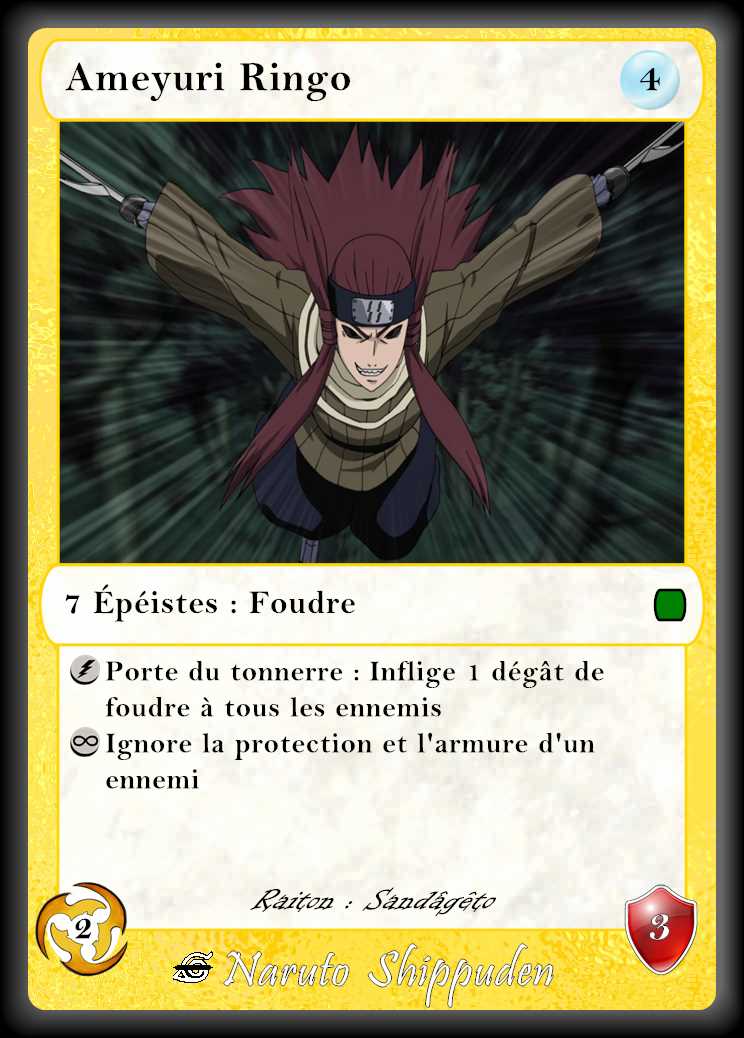 Ameyuri Ringo
4
7 Épéistes : Foudre
Porte du tonnerre : Inflige 1 dégât de
foudre à tous les ennemis
Ignore la protection et l'armure d'un
ennemi
Raiton : Sandâgêto
2
3
Naruto Shippuden